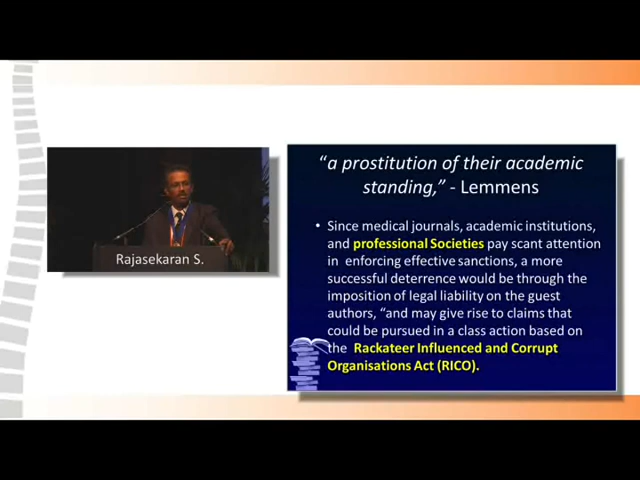 Rajasekaran S.
“a prostitution of their academic
standing,” - Lemmens
• Since medical journals, academic institutions,
and professional Societies pay scant attention
in enforcing effective sanctions, a more
successful deterrence would be through the
imposition of legal liability on the guest
authors, “and may give rise to claims that
could be pursued in a class action based on
the Rackateer Influenced and Corrupt
Organisations Act (RICO).